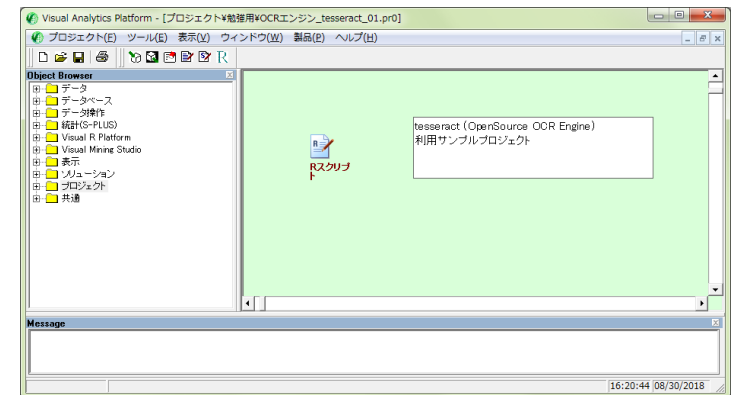 Visual Analytics Platform - [プロジェクト¥勉強用¥OCRエンジン_tesseract_01.pr0]
プロジェクト(F) ツール(E) 表示(V) ウィンドウ(W) 製品(P) ヘルプ(H)
Object Browser
データ
データベース
データ操作
統計(S-PLUS)
Visual R Platform
Visual Mining Studio
表示
ソリューション
プロジェクト
共通
Rスクリプ
ト
tesseract (OpenSource OCR Engine)
利用サンプルプロジェクト
Message
16:20:44 08/30/2018